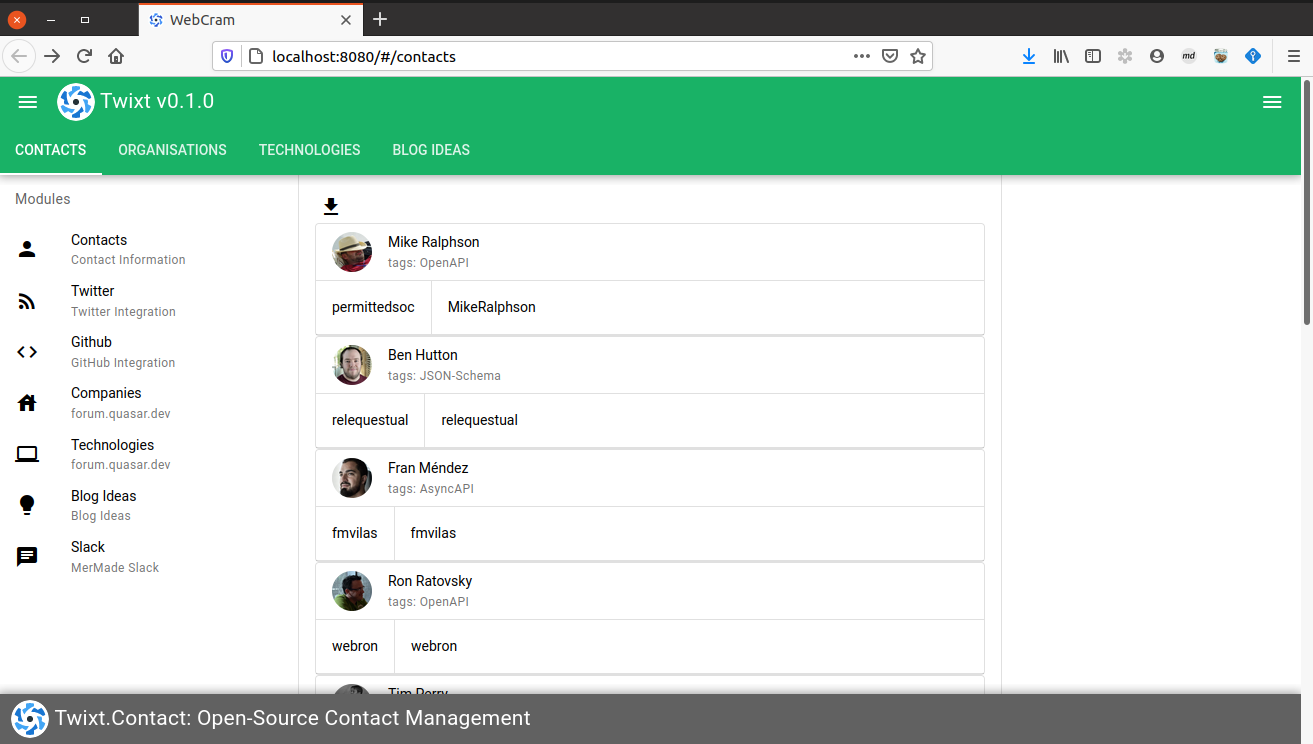 WebCram
localhost:8080/#/contacts
md
Twixt v0.1.0
CONTACTS ORGANISATIONS TECHNOLOGIES BLOG IDEAS
Modules
Contacts
Contact Information
Twitter
Twitter Integration
Github
GitHub Integration
Companies
forum.quasar.dev
Technologies
forum.quasar.dev
Blog Ideas
Blog Ideas
Slack
MerMade Slack
Mike Ralphson
tags: OpenAPI
permittedsoc MikeRalphson
Ben Hutton
tags: JSON-Schema
relequestual relequestual
Fran Méndez
tags: AsyncAPI
fmvilas fmvilas
Ron Ratovsky
tags: OpenAPI
webron webron
Tim Perry
Twixt.Contact: Open-Source Contact Management